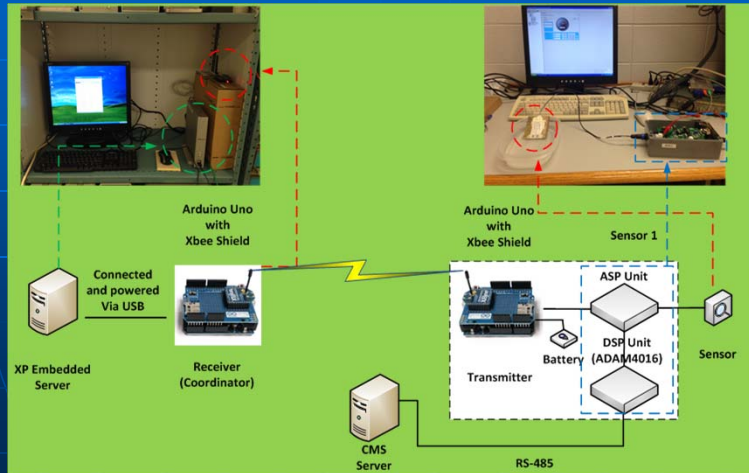 Arduino Uno
with
Xbee Shield
Arduino Uno
with
Xbee Shield
Sensor 1
Connected
and powered
Via USB
ASP Unit
DSP Unit
(ADAM4016)
Battery
Sensor
XP Embedded
Server
Receiver
(Coordinator)
Transmitter
CMS
Server
RS-485